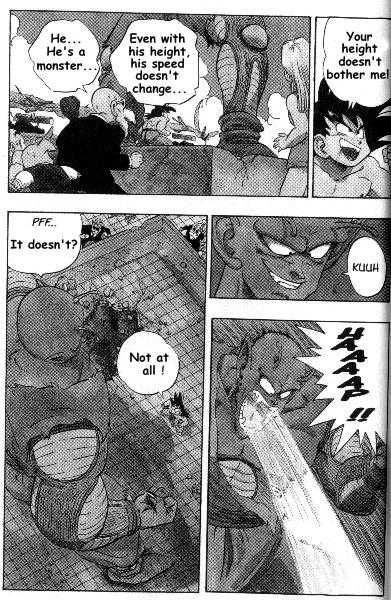 He...
He's a
monster...
Even with
his height,
his speed
doesn't
change...
Your
height
doesn't
bother me!
PFF...
It doesn't?
Not at
all !
KUUH
HAAAAP !!